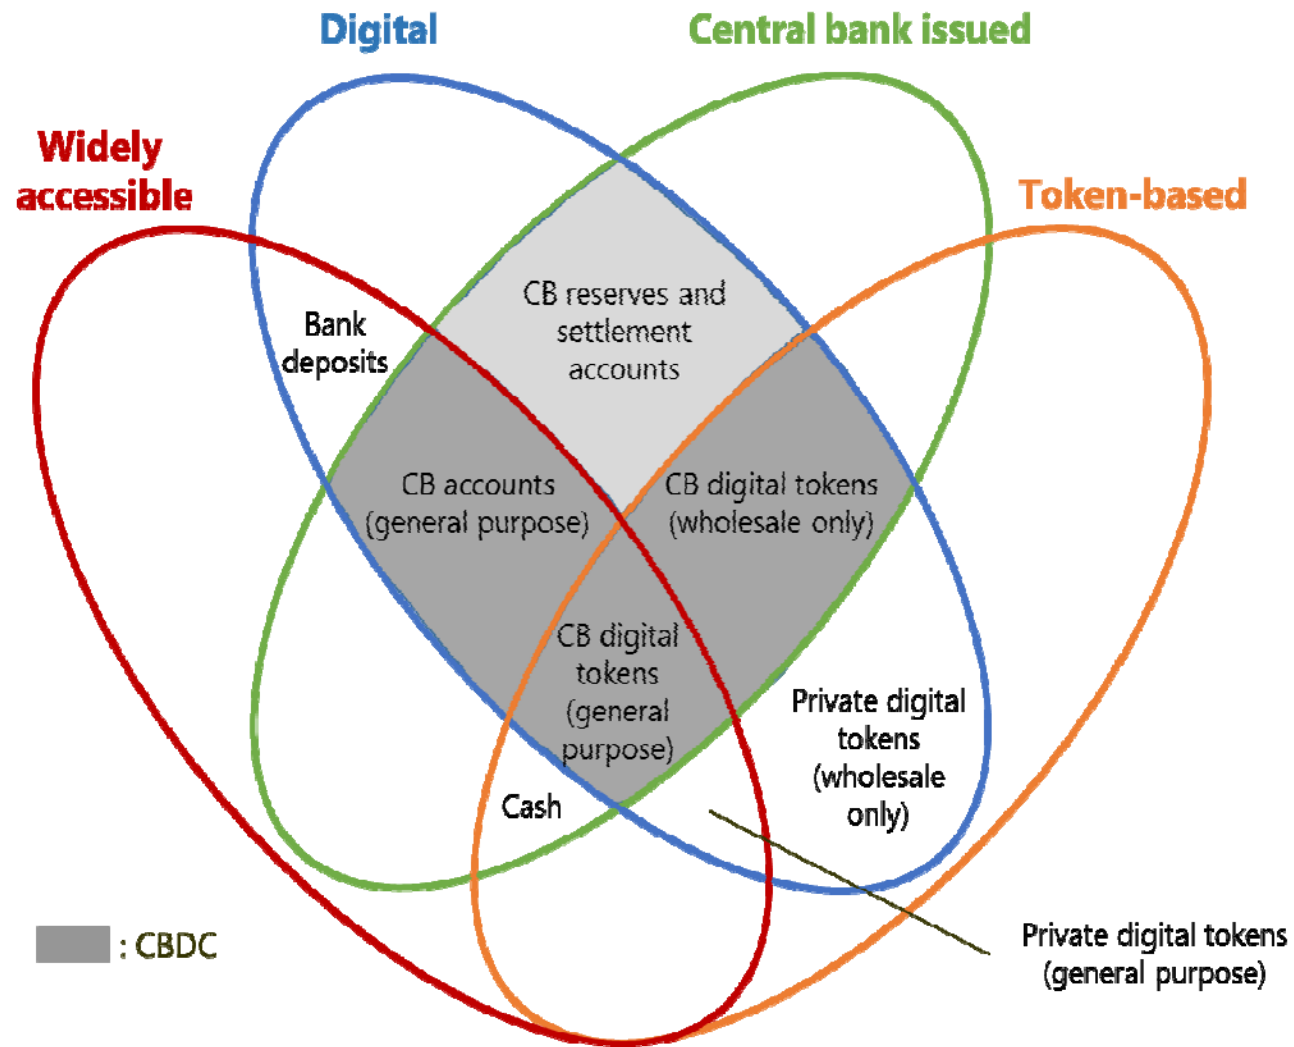 Digital
Central bank issued
Widely
accessible
Token-based
CB reserves and
settlement
accounts
Bank
deposits
CB accounts
(general purpose)
CB digital tokens
(wholesale only)
CB digital
tokens
(general
purpose)
Private digital
tokens
(wholesale
only)
Cash
: CBDC
Private digital tokens
(general purpose)